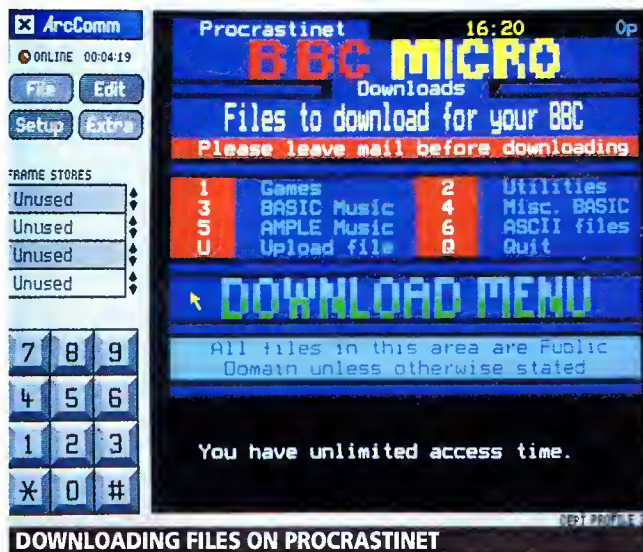 ArcComm
ONLINE 00:04:19
File Edit
Setup Extra
FRAME STORES
Unused
Unused
Unused
Unused
7 8 9
4 5 6
1 2 3
* 0 #
Procrastinet 16:20 0p
BBC MICRO
Downloads
Files to download for your BBC
Please leave mail before downloading
1 Games 2 Utilities
3 BASIC Music 4 Misc. BASIC
5 AMPLE Music 6 ASCII files
U Upload file Q Quit
DOWNLOAD MENU
All files in this area are Public
Domain unless otherwise stated
You have unlimited access time.
CEPT PROFILE
DOWNLOADING FILES ON PROCRASTINET